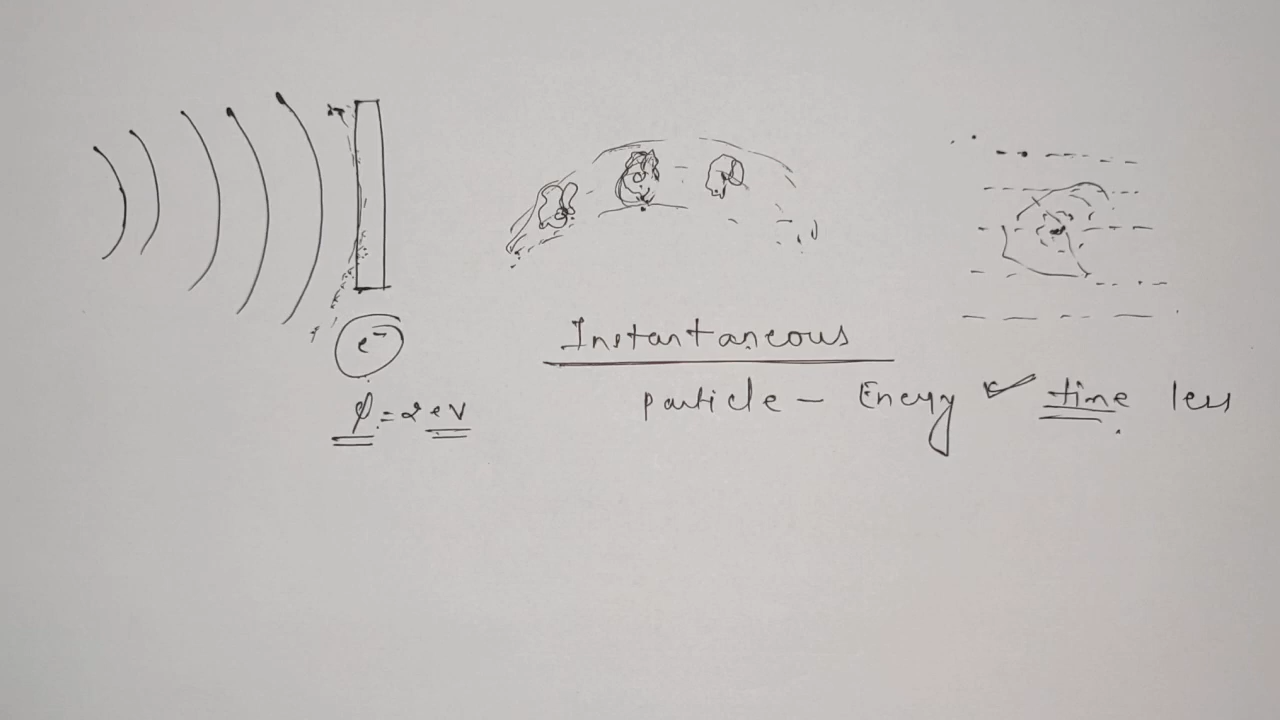 e⁻
φ = 2 eV
Instantaneous
particle – Energy ✓ time less